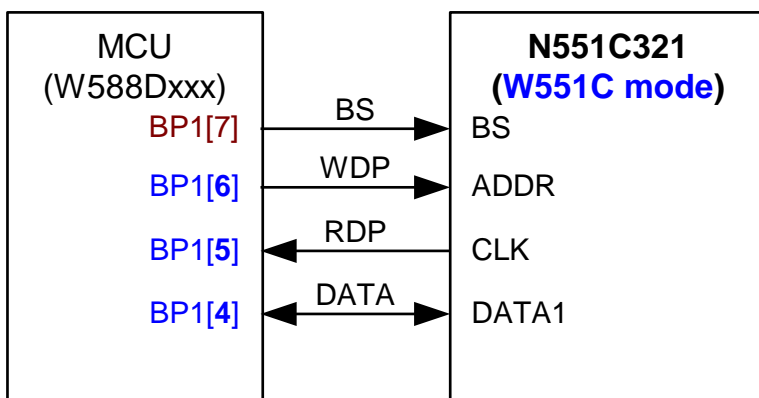 MCU
(W588Dxxx)
N551C321
(W551C mode)
BP1[7]
BS
BS
BP1[6]
WDP
ADDR
BP1[5]
RDP
CLK
BP1[4]
DATA
DATA1